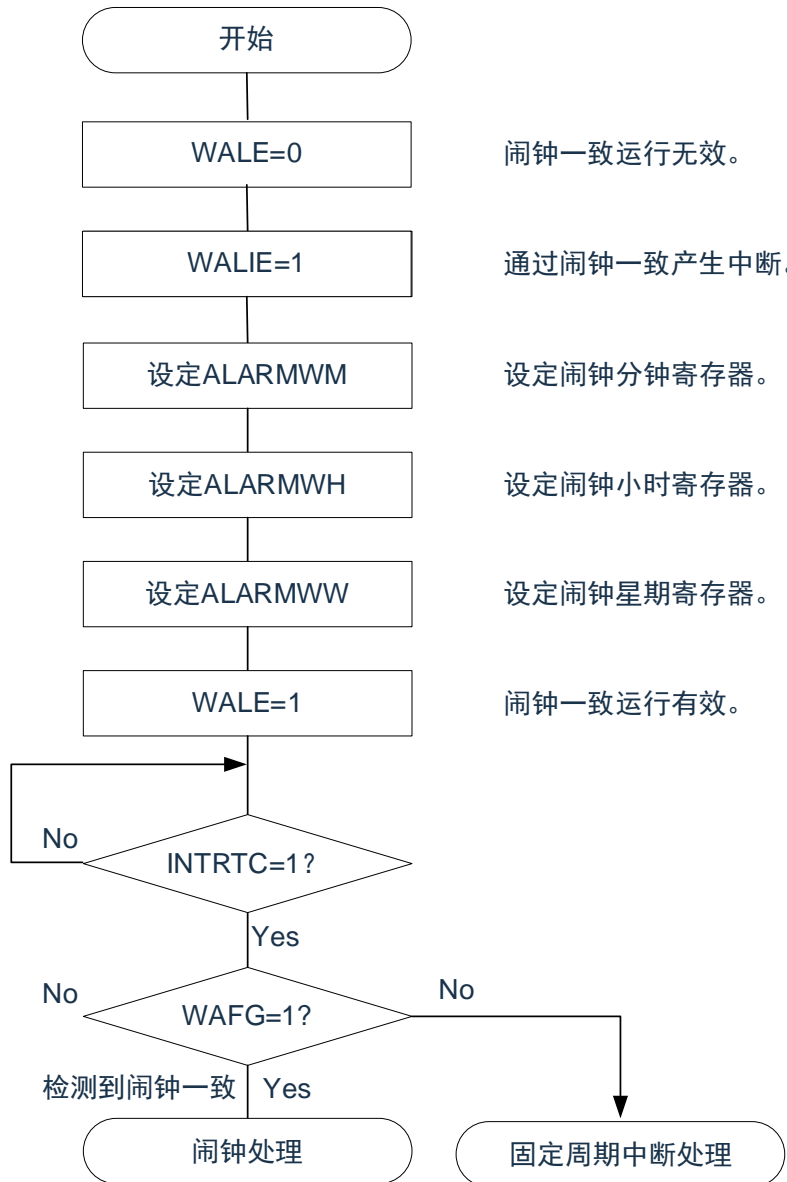 开始
WALE=0 闹钟一致运行无效。
WALIE=1 通过闹钟一致产生中断。
设定ALARMWM 设定闹钟分钟寄存器。
设定ALARMWH 设定闹钟小时寄存器。
设定ALARMWW 设定闹钟星期寄存器。
WALE=1 闹钟一致运行有效。
No
INTRTC=1?
Yes
No
WAFG=1?
No
检测到闹钟一致 Yes
闹钟处理
固定周期中断处理